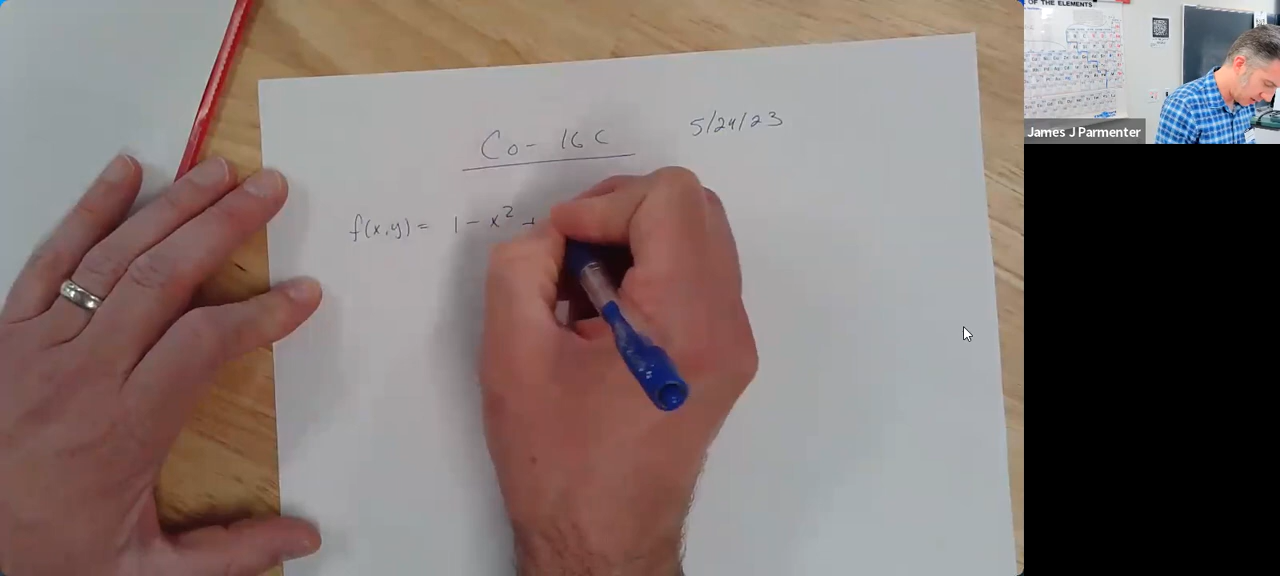 OF THE ELEMENTS
Co- 16C
5/24/23
f(x,y) = 1 - x² +
James J Parmenter